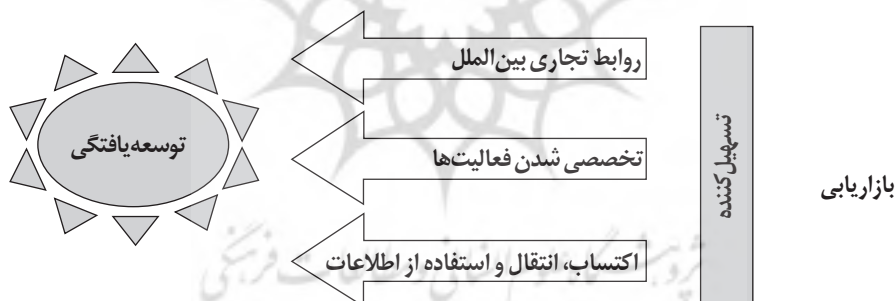 بازاریابی
تسهیل‌کننده
روابط تجاری بین‌الملل
تخصصی شدن فعالیت‌ها
اکتساب، انتقال و استفاده از اطلاعات
توسعه‌یافتگی